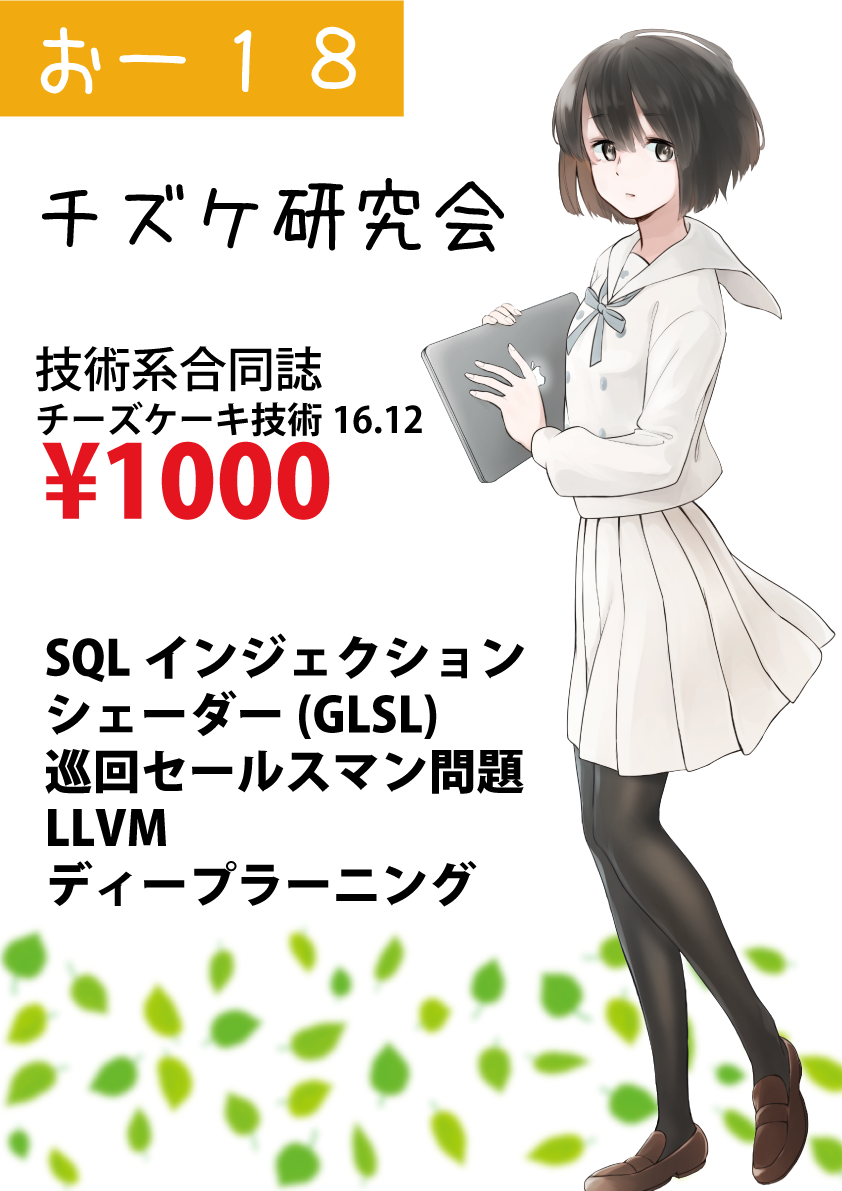 おー１８
チズケ研究会
技術系合同誌
チーズケーキ技術 16.12
¥1000
SQL インジェクション
シェーダー (GLSL)
巡回セールスマン問題
LLVM
ディープラーニング